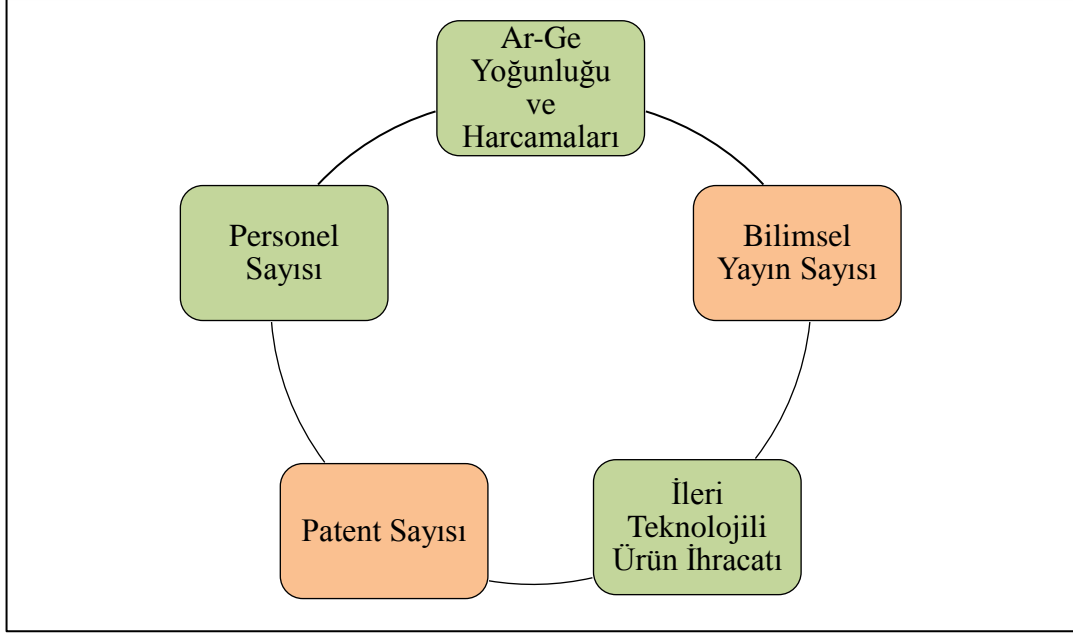 Ar-Ge
Yoğunluğu
ve
Harcamaları
Personel
Sayısı
Bilimsel
Yayın Sayısı
Patent Sayısı
İleri
Teknolojili
Ürün İhracatı